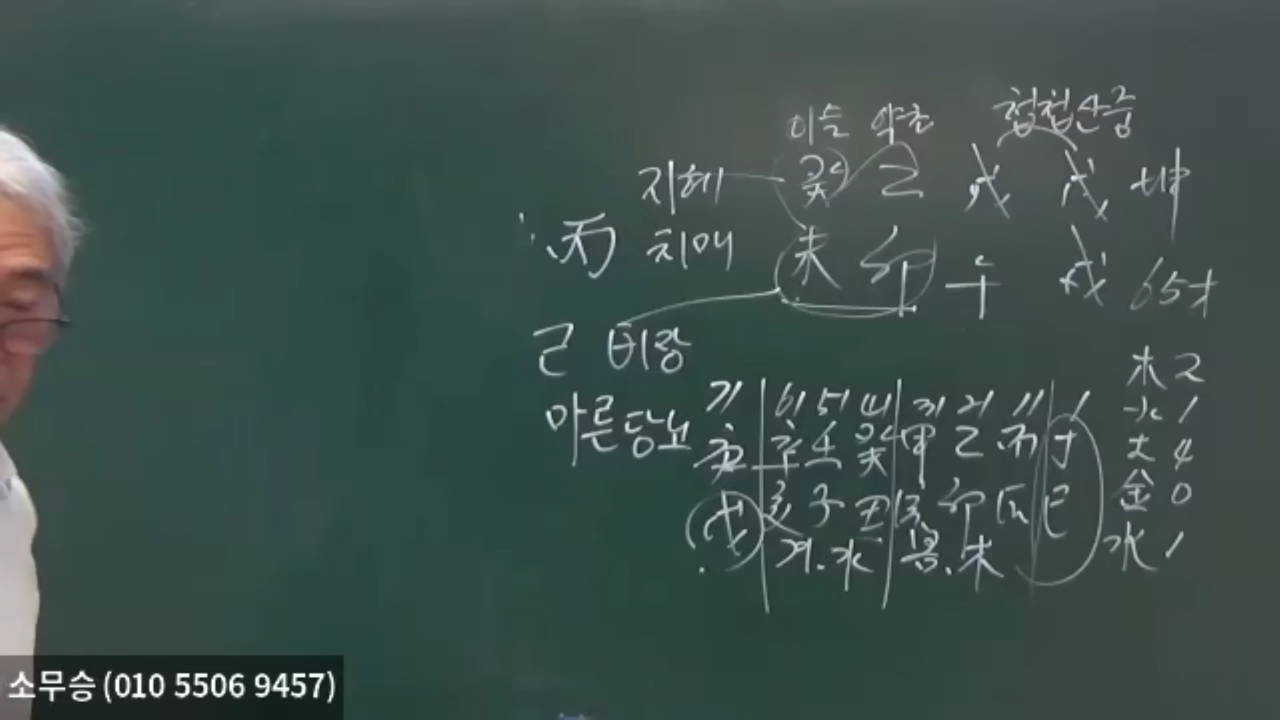 이슬 약초 첩첩산중
지혜 癸 乙 戊 戊 坤
丙 치매 未 卯 午 戌 65才
근 비랑
마른당뇨
71 61 51 41 31 21 11 1
庚 辛 壬 癸 甲 乙 丙 丁
戌 亥 子 丑 寅 卯 辰 巳
겨.水 봄.木
木 2
火 1
土 4
金 0
水 1
소무승 (010 5506 9457)